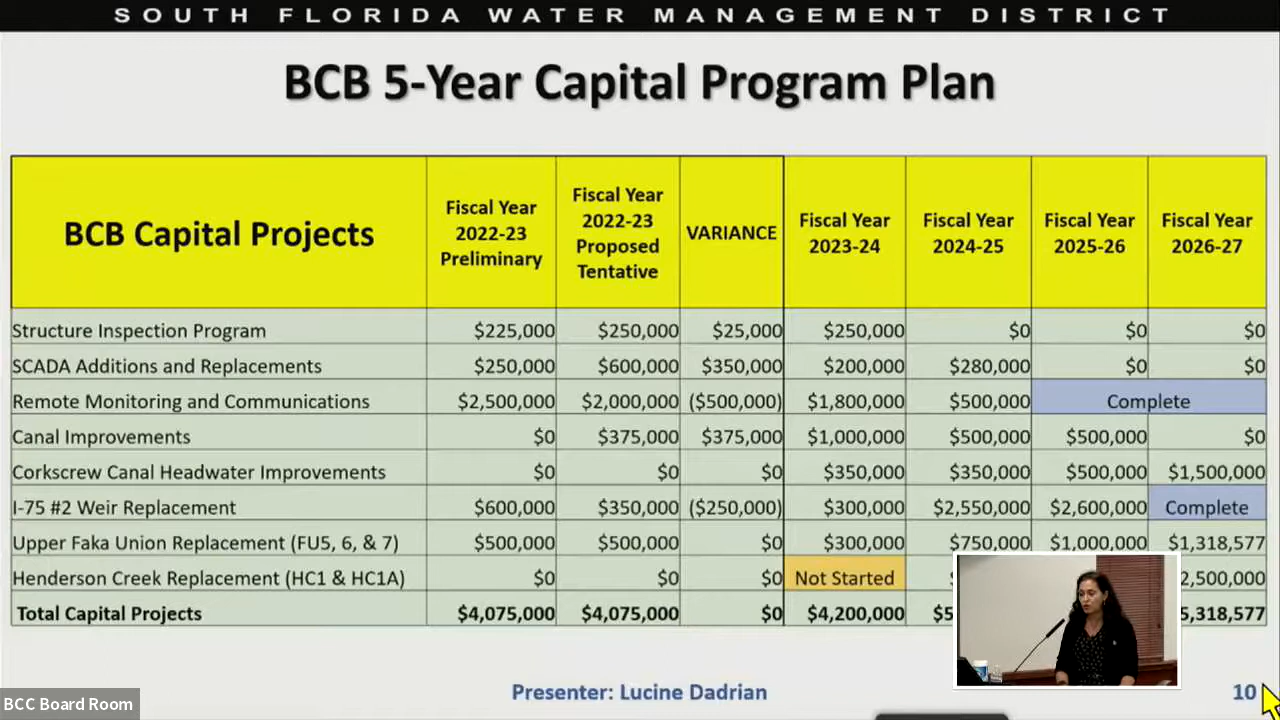 SOUTH FLORIDA WATER MANAGEMENT DISTRICT
BCB 5-Year Capital Program Plan
BCB Capital Projects Fiscal Year 2022-23 Preliminary Fiscal Year 2022-23 Proposed Tentative VARIANCE Fiscal Year 2023-24 Fiscal Year 2024-25 Fiscal Year 2025-26 Fiscal Year 2026-27
Structure Inspection Program $225,000 $250,000 $25,000 $250,000 $0 $0 $0
SCADA Additions and Replacements $250,000 $600,000 $350,000 $200,000 $280,000 $0 $0
Remote Monitoring and Communications $2,500,000 $2,000,000 ($500,000) $1,800,000 $500,000 Complete
Canal Improvements $0 $375,000 $375,000 $1,000,000 $500,000 $500,000 $0
Corkscrew Canal Headwater Improvements $0 $0 $0 $350,000 $350,000 $500,000 $1,500,000
I-75 #2 Weir Replacement $600,000 $350,000 ($250,000) $300,000 $2,550,000 $2,600,000 Complete
Upper Faka Union Replacement (FU5, 6, & 7) $500,000 $500,000 $0 $300,000 $750,000 $1,000,000 $1,318,577
Henderson Creek Replacement (HC1 & HC1A) $0 $0 $0 Not Started 2,500,000
Total Capital Projects $4,075,000 $4,075,000 $0 $4,200,000 5,318,577
Presenter: Lucine Dadrian
10
BCC Board Room